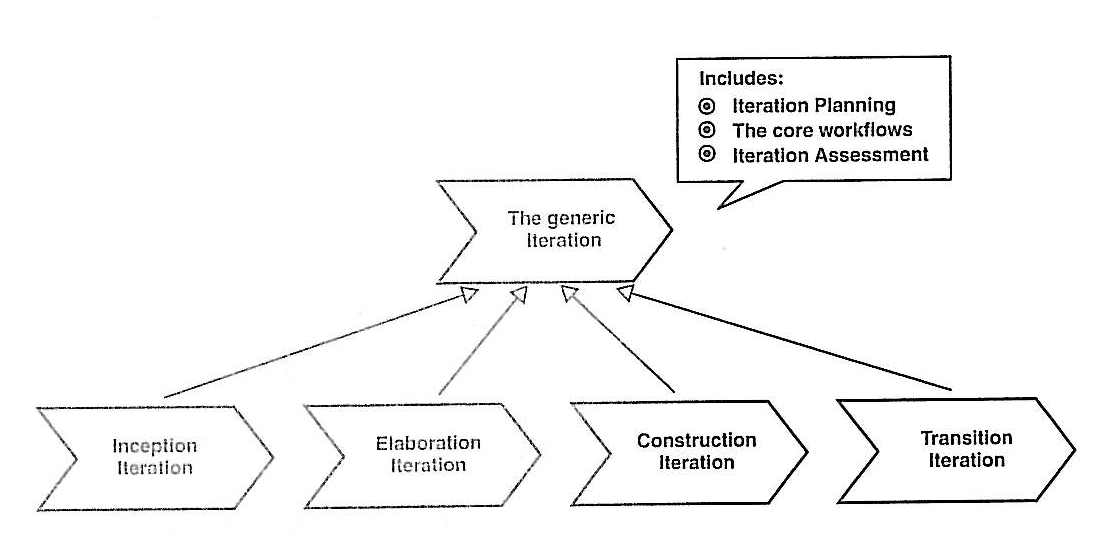 Includes:
Iteration Planning
The core workflows
Iteration Assessment
The generic
Iteration
Inception
Iteration
Elaboration
Iteration
Construction
Iteration
Transition
Iteration